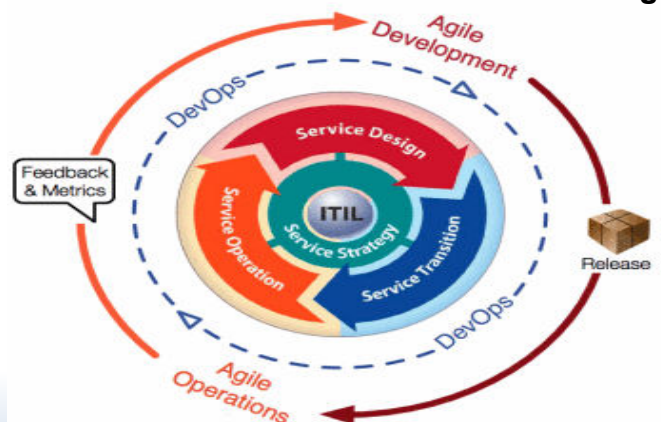 Agile
Development
DevOps
Service Design
Feedback
& Metrics
ITIL
Service Strategy
Service Operation
Service Transition
Release
DevOps
Agile
Operations